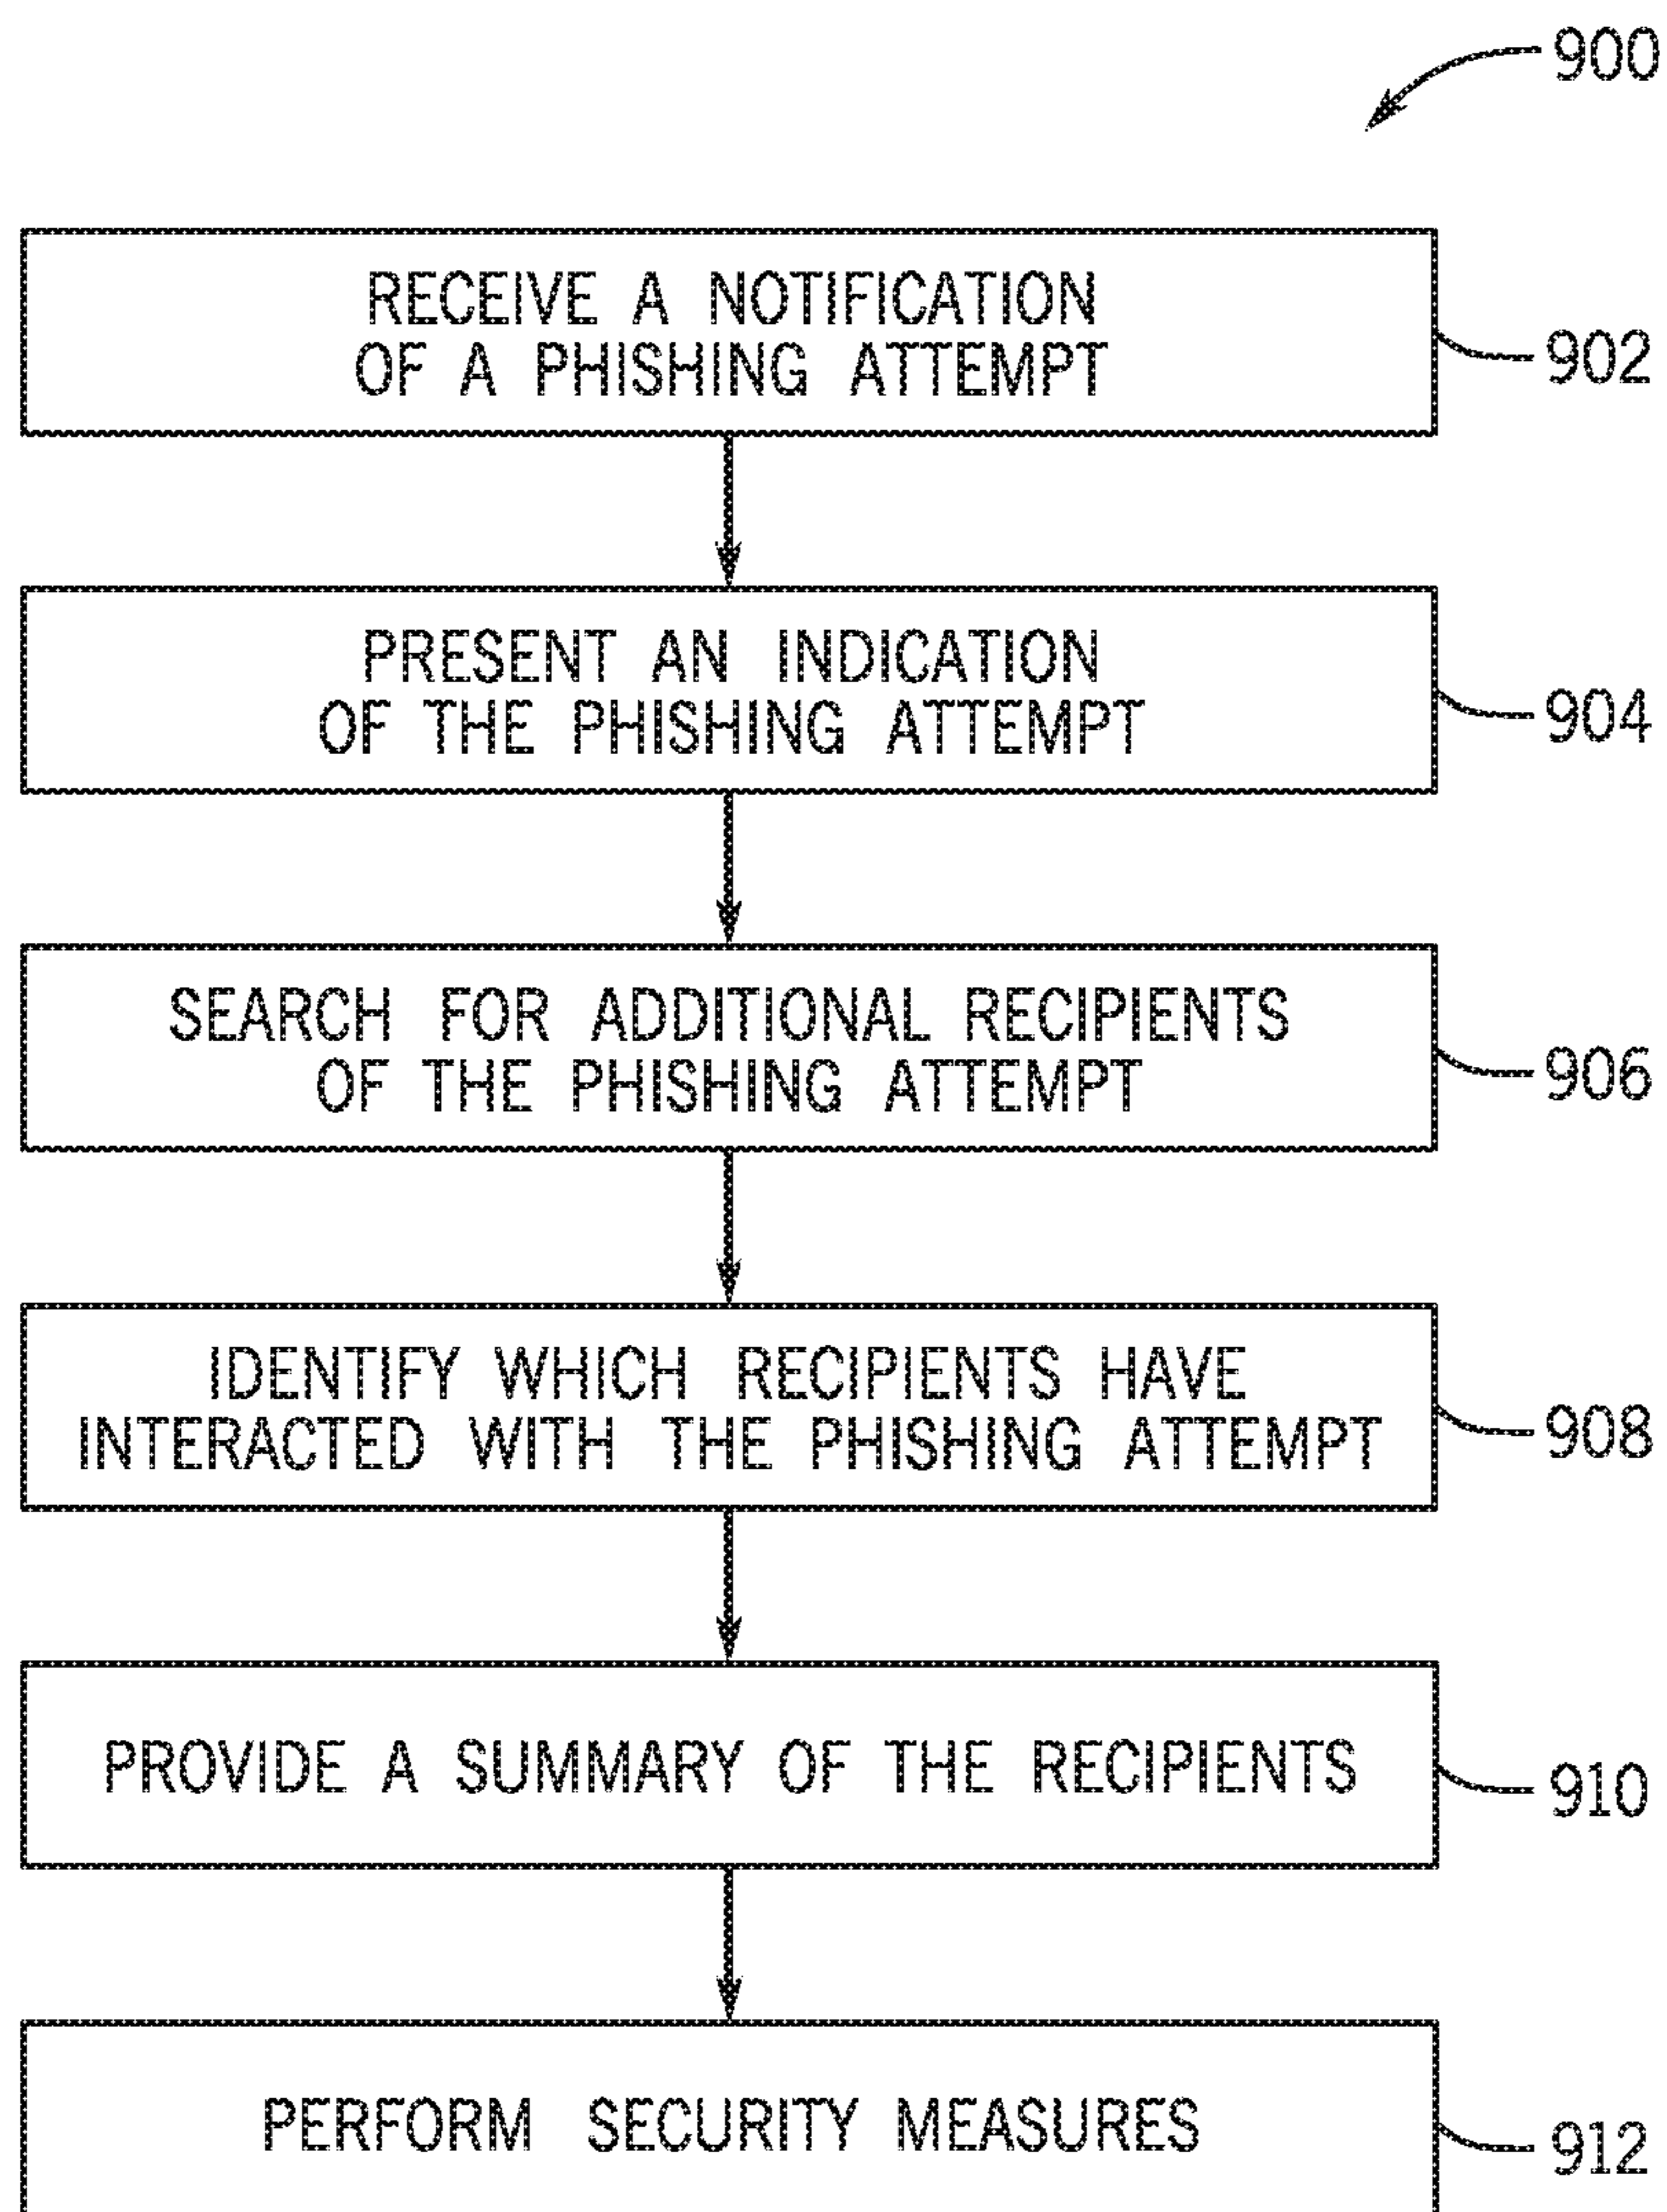 900
RECEIVE A NOTIFICATION
OF A PHISHING ATTEMPT
902
PRESENT AN INDICATION
OF THE PHISHING ATTEMPT
904
SEARCH FOR ADDITIONAL RECIPIENTS
OF THE PHISHING ATTEMPT
906
IDENTIFY WHICH RECIPIENTS HAVE
INTERACTED WITH THE PHISHING ATTEMPT
908
PROVIDE A SUMMARY OF THE RECIPIENTS
910
PERFORM SECURITY MEASURES
912